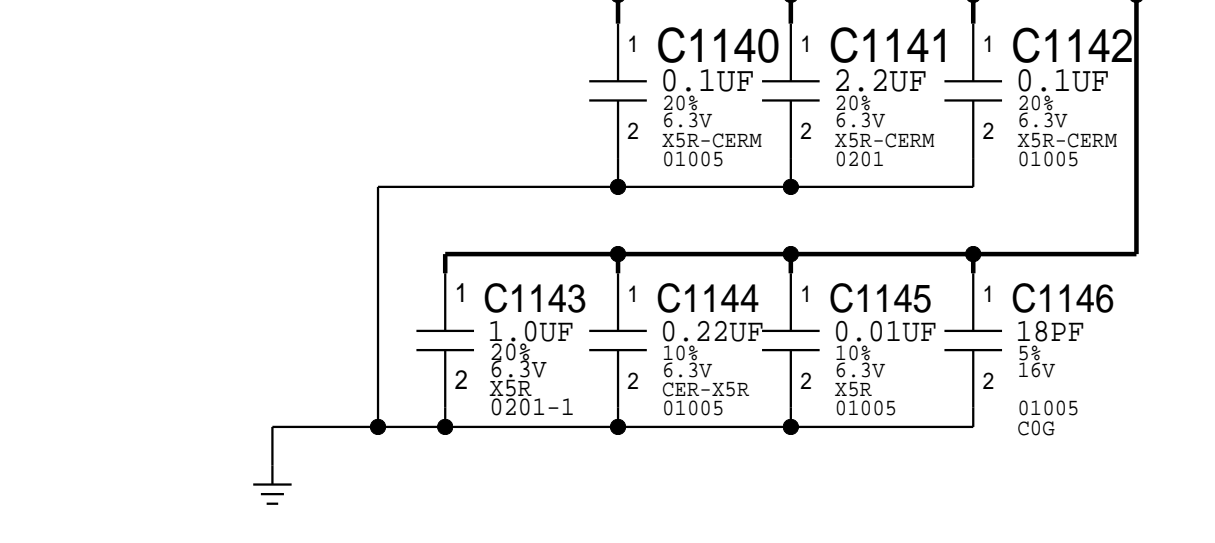 1 C1140
0.1UF
20%
6.3V
2
X5R-CERM
01005
1 C1141
2.2UF
20%
6.3V
2
X5R-CERM
0201
1 C1142
0.1UF
20%
6.3V
2
X5R-CERM
01005
1 C1143
1.0UF
20%
6.3V
2
X5R
0201-1
1 C1144
0.22UF
10%
6.3V
2
CER-X5R
01005
1 C1145
0.01UF
10%
6.3V
2
X5R
01005
1 C1146
18PF
5%
16V
2
01005
C0G